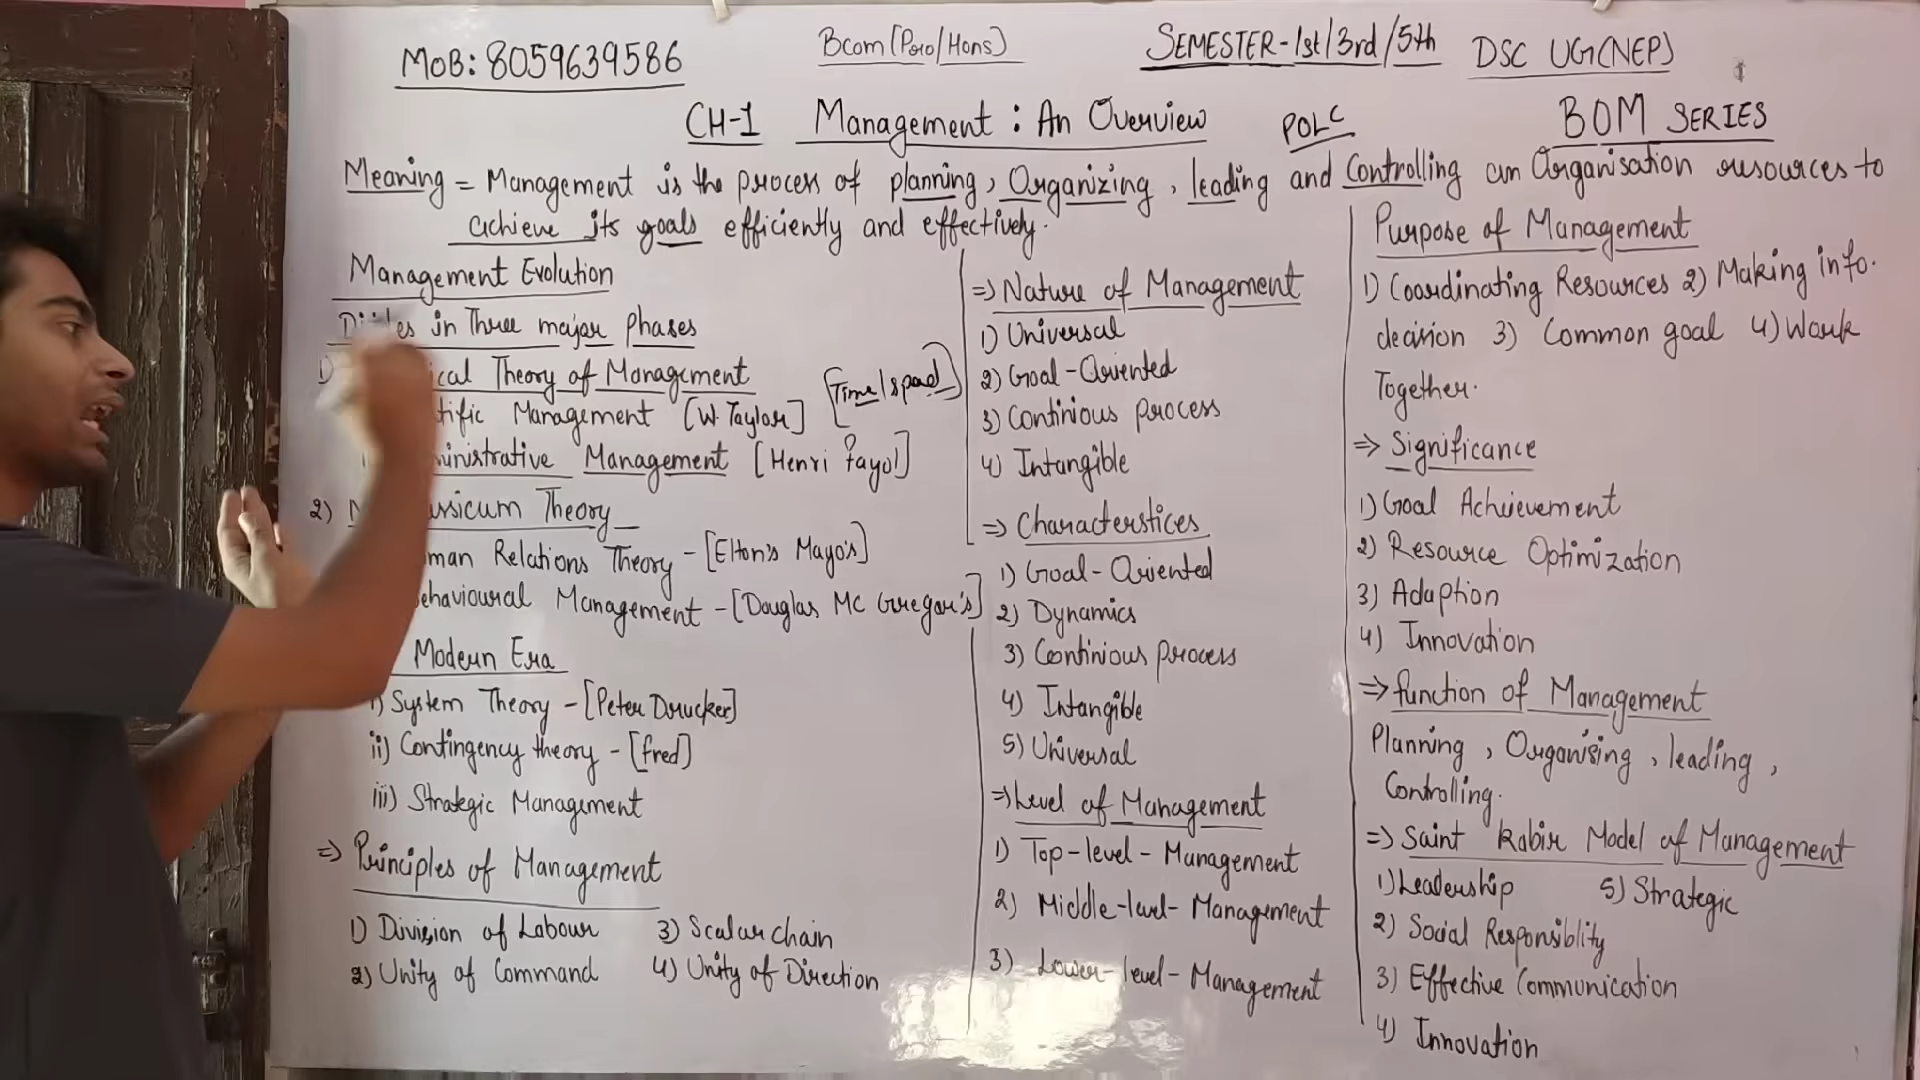 MOB: 8059639586
Bcom (Pro/Hons)
SEMESTER - 1st/3rd/5th
DSC UG(NEP)
CH-1 Management : An Overview
POLC
BOM SERIES
Meaning = Management is the process of planning, Organizing, leading and Controlling an Organisation resources to
achieve its goals efficiently and effectively.
Management Evolution
in Three major phases
1) ical Theory of Management
tific Management [W. Taylor] [Time/spead]
ministrative Management [Henri fayol]
2) Theory
man Relations Theory - [Elton's Mayo's]
ehavioural Management - [Douglas MC Gregor's]
Modern Era
i) System Theory - [Peter Drucker]
ii) Contingency theory - [fred]
iii) Strategic Management
⇒ Principles of Management
1) Division of Labour 3) Scalar chain
2) Unity of Command 4) Unity of Direction
⇒ Nature of Management
1) Universal
2) Goal-Oriented
3) Continious process
4) Intangible
⇒ Characterstices
1) Goal-Oriented
2) Dynamics
3) Continious process
4) Intangible
5) Universal
⇒ Level of Management
1) Top-level-Management
2) Middle-level-Management
3) Lower-level-Management
Purpose of Management
1) Coordinating Resources 2) Making info.
decision 3) Common goal 4) Work
Together.
⇒ Significance
1) Goal Achievement
2) Resource Optimization
3) Adaption
4) Innovation
⇒ function of Management
Planning, Organising, leading,
Controlling.
⇒ Saint Kabir Model of Management
1) Leadership 5) Strategic
2) Social Responsiblity
3) Effective Communication
4) Innovation